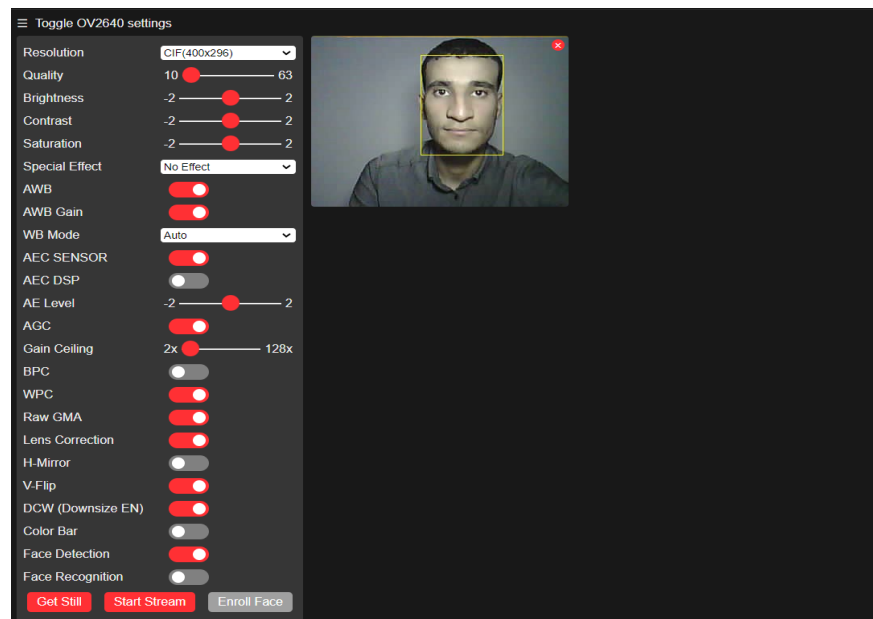 ☰ Toggle OV2640 settings
Resolution CIF(400x296)
Quality 10 63
Brightness -2 2
Contrast -2 2
Saturation -2 2
Special Effect No Effect
AWB
AWB Gain
WB Mode Auto
AEC SENSOR
AEC DSP
AE Level -2 2
AGC
Gain Ceiling 2x 128x
BPC
WPC
Raw GMA
Lens Correction
H-Mirror
V-Flip
DCW (Downsize EN)
Color Bar
Face Detection
Face Recognition
Get Still Start Stream Enroll Face